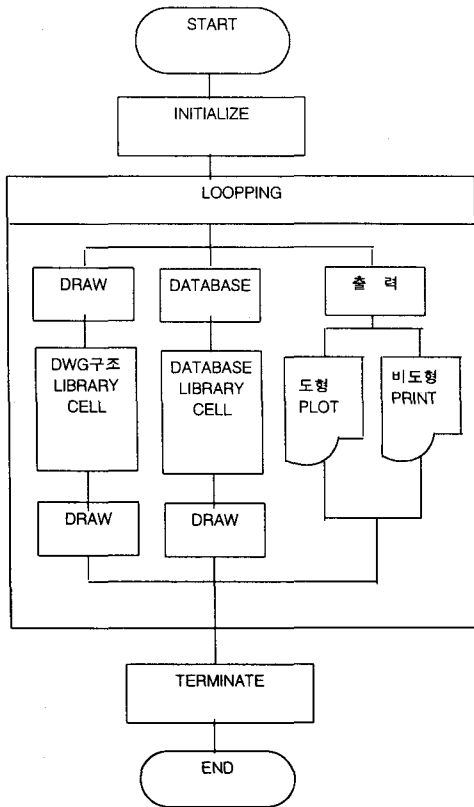 START
INITIALIZE
LOOPPING
DRAW
DATABASE
출 력
DWG구조
LIBRARY
CELL
DATABASE
LIBRARY
CELL
도형
PLOT
비도형
PRINT
DRAW
DRAW
TERMINATE
END